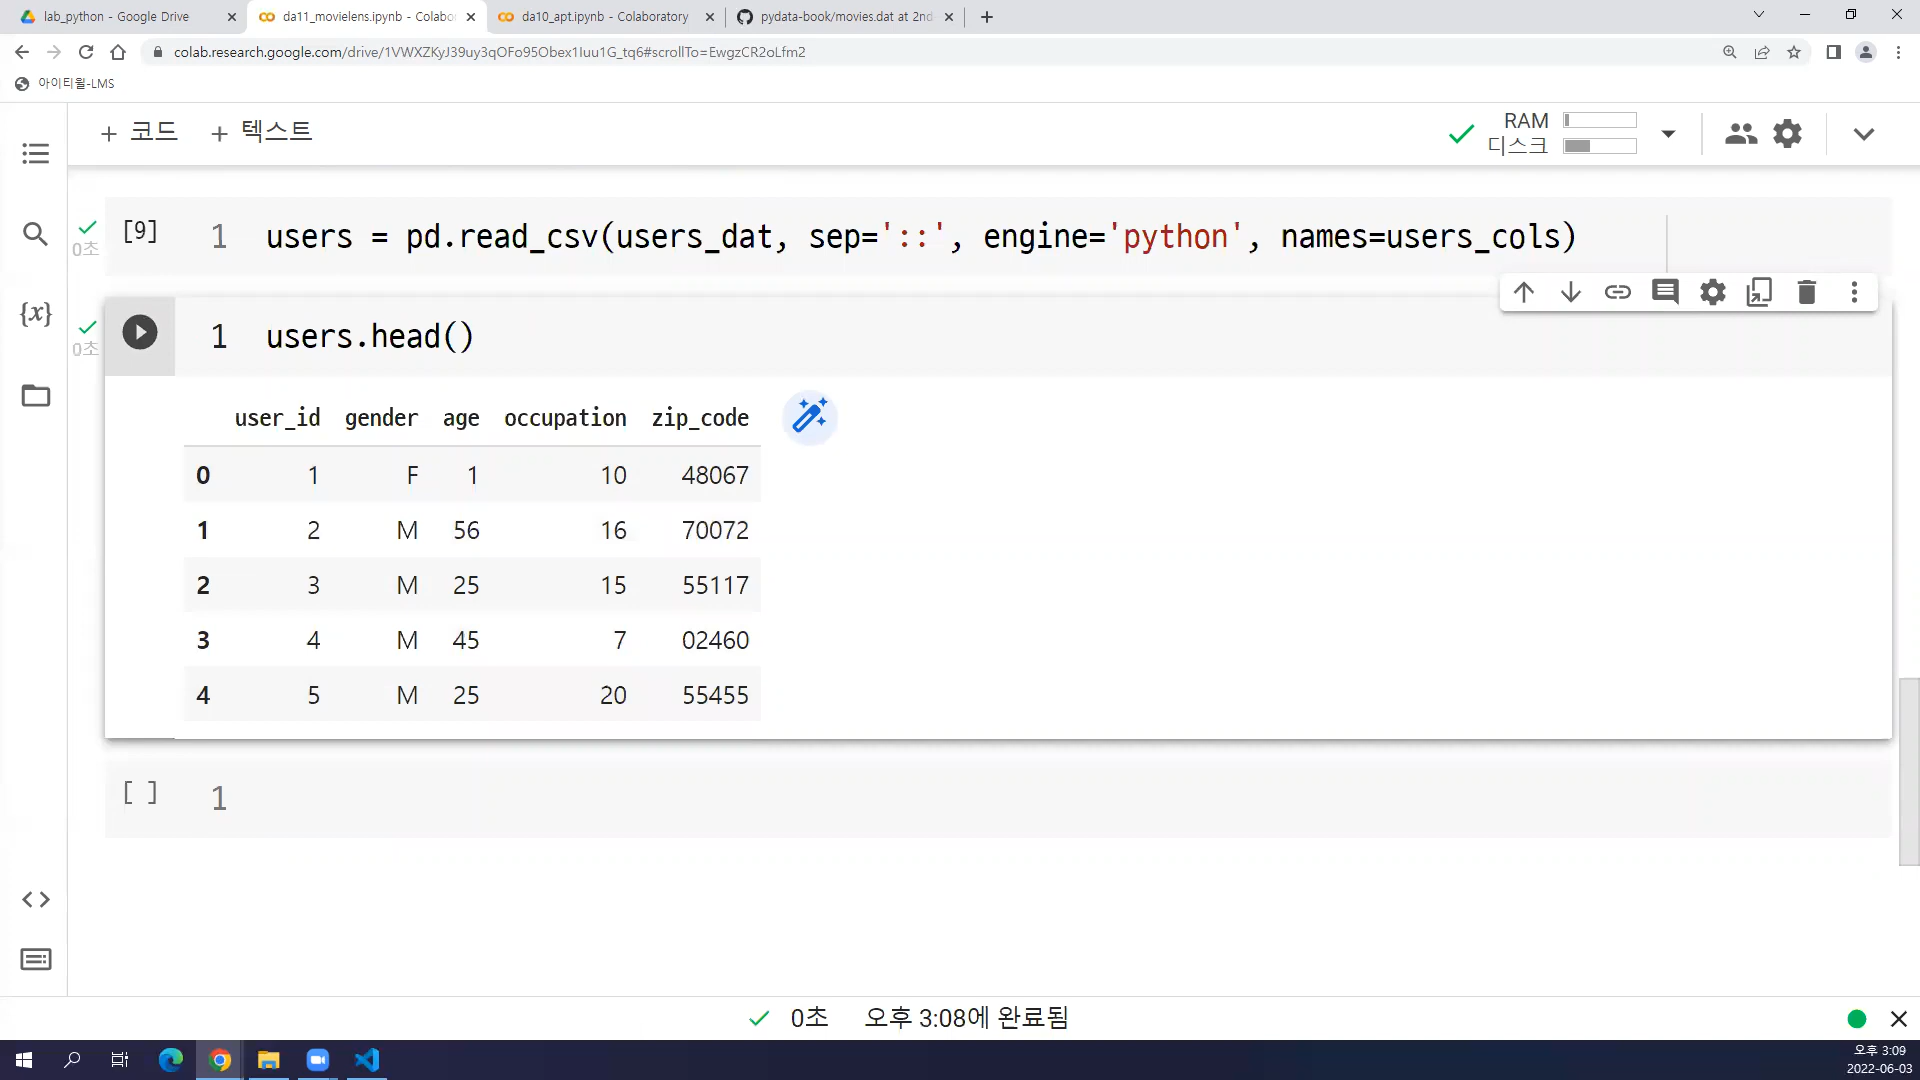 lab_python - Google Drive
da11_movielens.ipynb - Colabo
da10_apt.ipynb - Colaboratory
pydata-book/movies.dat at 2nd
colab.research.google.com/drive/1VWXZKyJ39uy3qOFo95Obex1Iuu1G_tq6#scrollTo=EwgzCR2oLfm2
아이티윌-LMS
+ 코드 + 텍스트
RAM
디스크
[9] 1 users = pd.read_csv(users_dat, sep='::', engine='python', names=users_cols)
0초
{x}
1 users.head()
0초
user_id gender age occupation zip_code
0 1 F 1 10 48067
1 2 M 56 16 70072
2 3 M 25 15 55117
3 4 M 45 7 02460
4 5 M 25 20 55455
[ ] 1
0초 오후 3:08에 완료됨
오후 3:09
2022-06-03